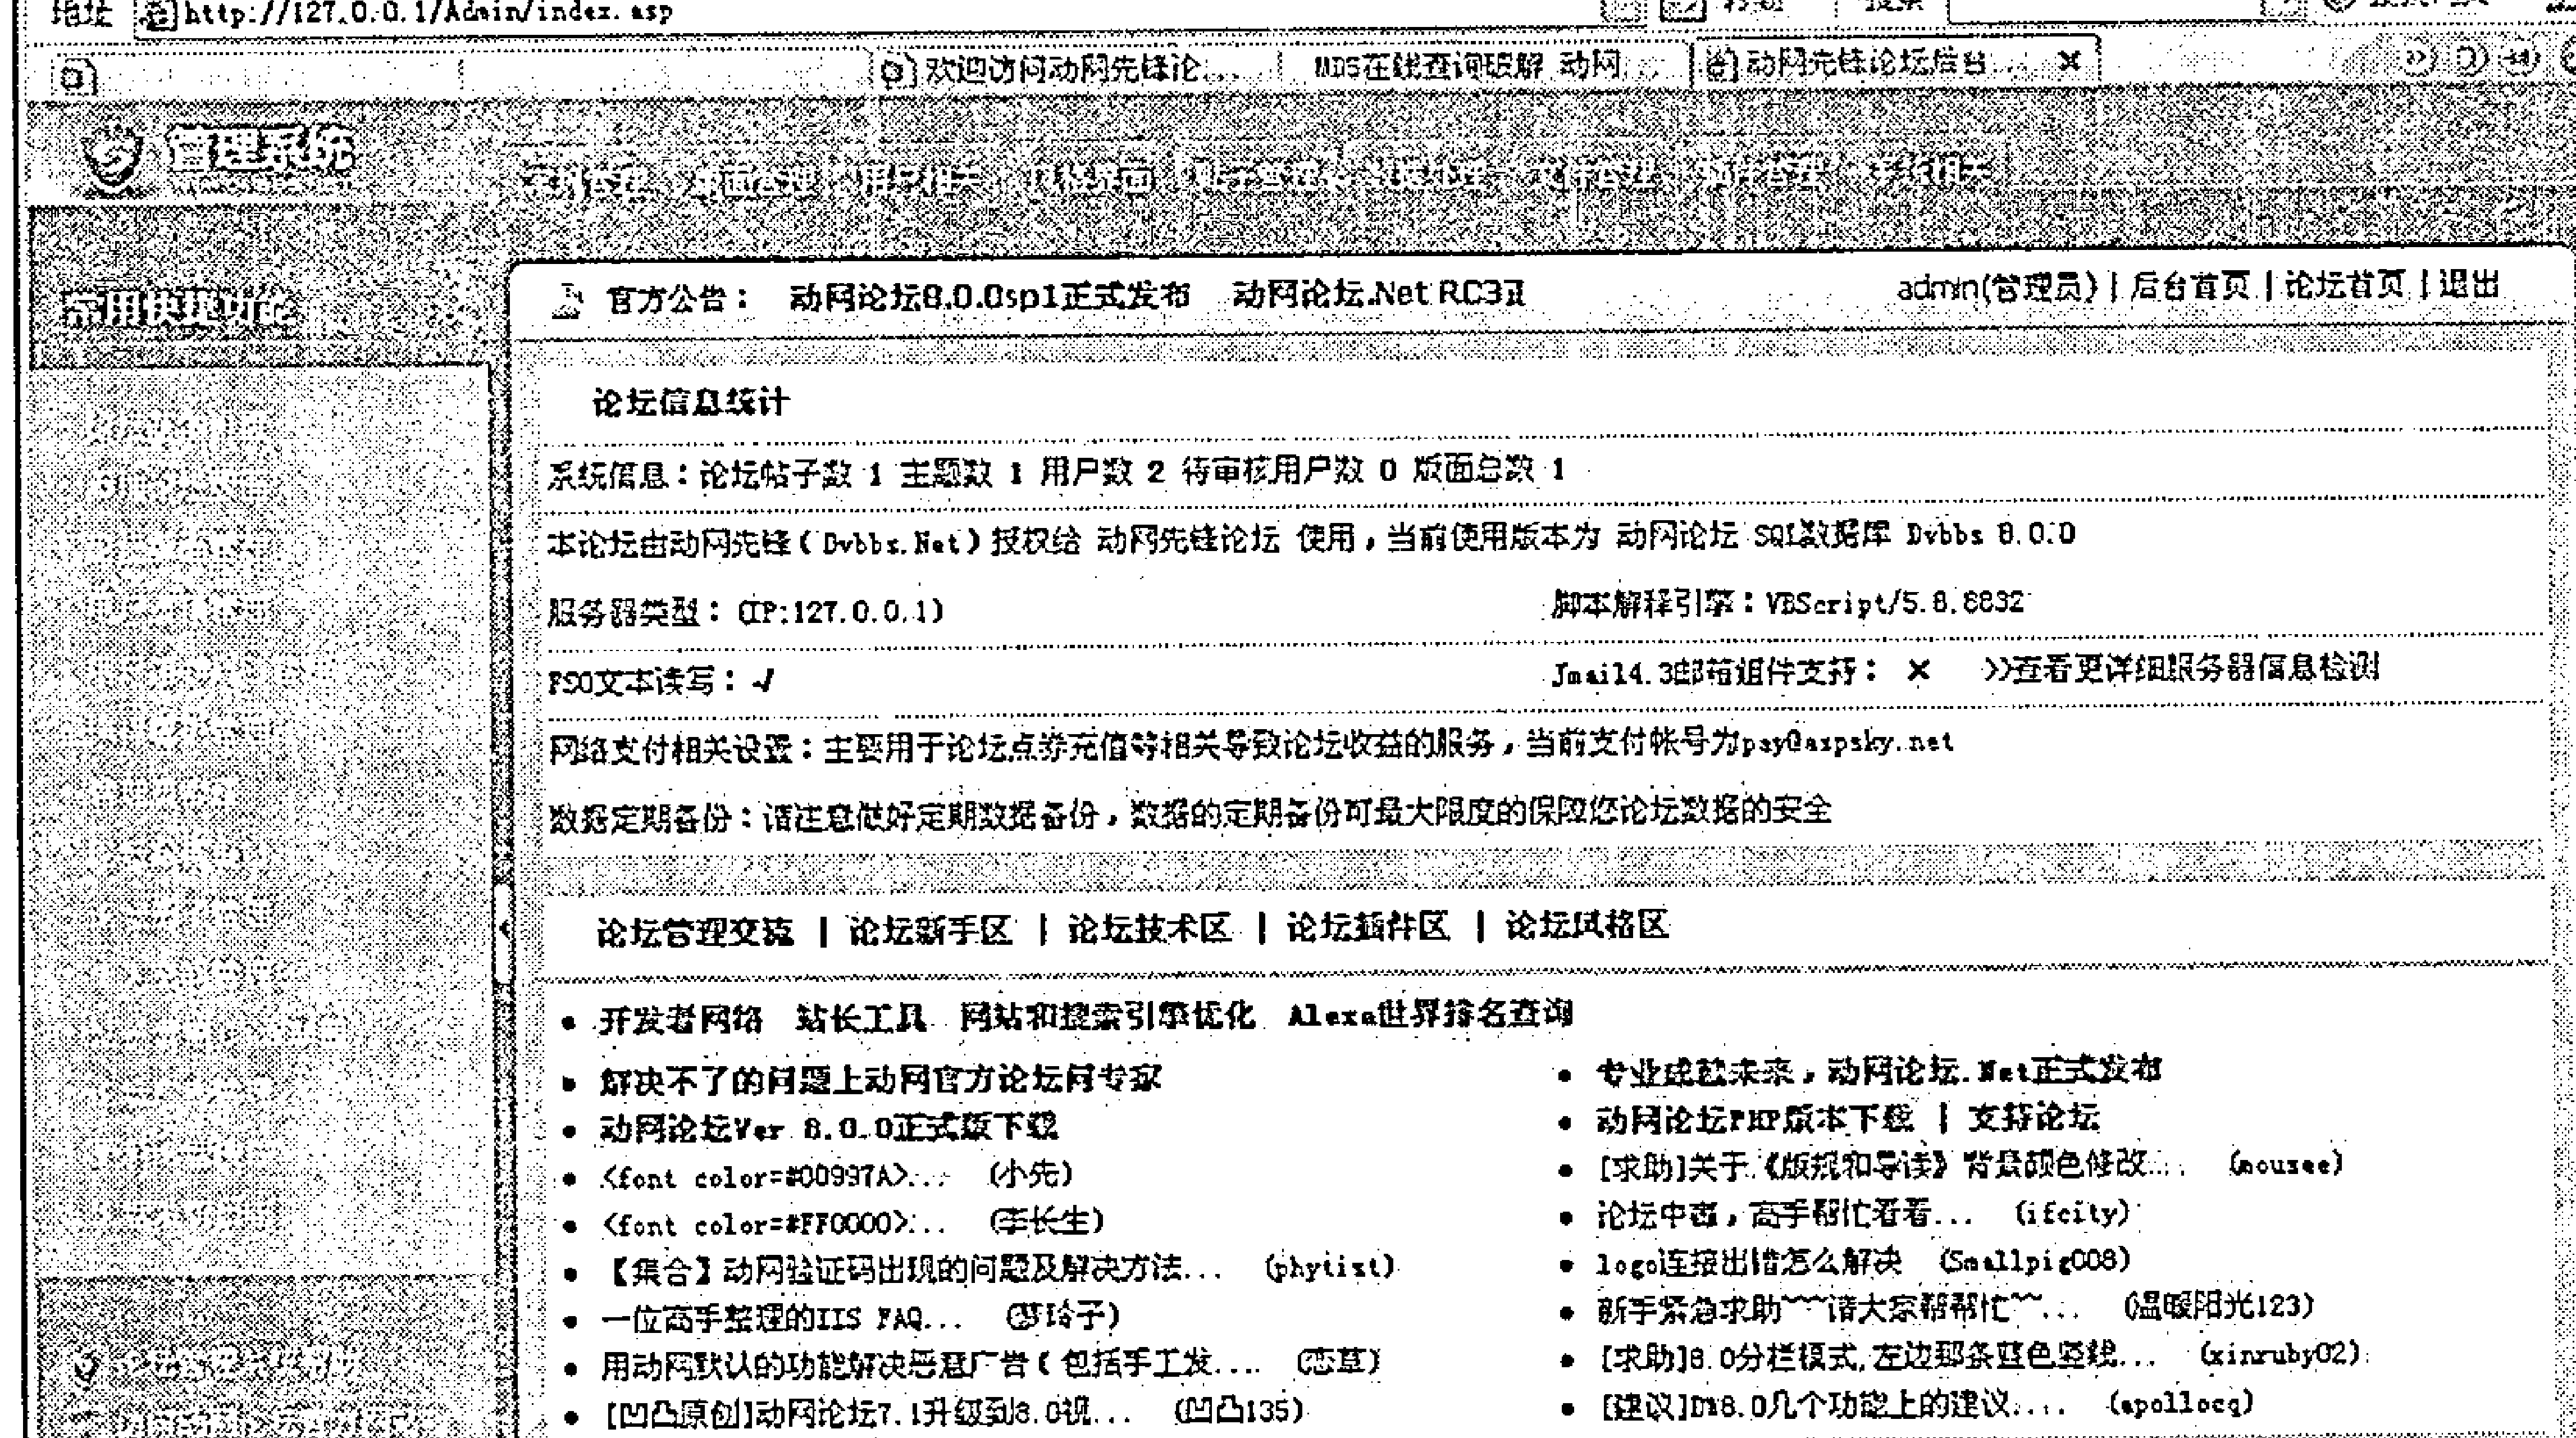 地址 http://127.0.0.1/Admin/index.asp
欢迎访问动网先锋论... MD5在线查询破解 动网... 动网先锋论坛后台...
管理系统
常用快捷功能
官方公告： 动网论坛8.0.0sp1正式发布 动网论坛.Net RC3正 admin(管理员) | 后台首页 | 论坛首页 | 退出
论坛信息统计
系统信息：论坛帖子数 1 主题数 1 用户数 2 待审核用户数 0 版面总数 1
本论坛由动网先锋（Dvbbs.Net）授权给 动网先锋论坛 使用，当前使用版本为 动网论坛 SQL数据库 Dvbbs 8.0.0
服务器类型：(IP:127.0.0.1) 脚本解释引擎：VBScript/5.8.8832
FSO文本读写：√ Jmail4.3邮箱组件支持： × >>查看更详细服务器信息检测
网络支付相关设置：主要用于论坛点券充值等相关导致论坛收益的服务，当前支付帐号为pay@aspsky.net
数据定期备份：请注意做好定期数据备份，数据的定期备份可最大限度的保障您论坛数据的安全
论坛管理交流 | 论坛新手区 | 论坛技术区 | 论坛插件区 | 论坛风格区
• 开发者网络 站长工具 网站和搜索引擎优化 Alexa世界排名查询
• 解决不了的问题上动网官方论坛问专家 • 专业成就未来，动网论坛.Net正式发布
• 动网论坛Ver 8.0.0正式版下载 • 动网论坛PHP版本下载 | 支持论坛
• <font color=#00997A>... (小先) • [求助]关于《版规和导读》背景颜色修改... (mousee)
• <font color=#FF0000>... (李长生) • 论坛中毒，高手帮忙看看... (ifcity)
• 【集合】动网验证码出现的问题及解决方法... (phytist) • logo连接出错怎么解决 (Smallpig008)
• 一位高手整理的IIS FAQ... (梦玲子) • 新手紧急求助~~~请大家帮帮忙~~... (温暖阳光123)
• 用动网默认的功能解决恶意广告（包括手工发.... • [求助]8.0分栏模式,左边那条蓝色竖线... (xinruby02)
• [凹凸原创]动网论坛7.1升级到8.0视... (凹凸135) • [建议]DV8.0几个功能上的建议.... (apollocq)